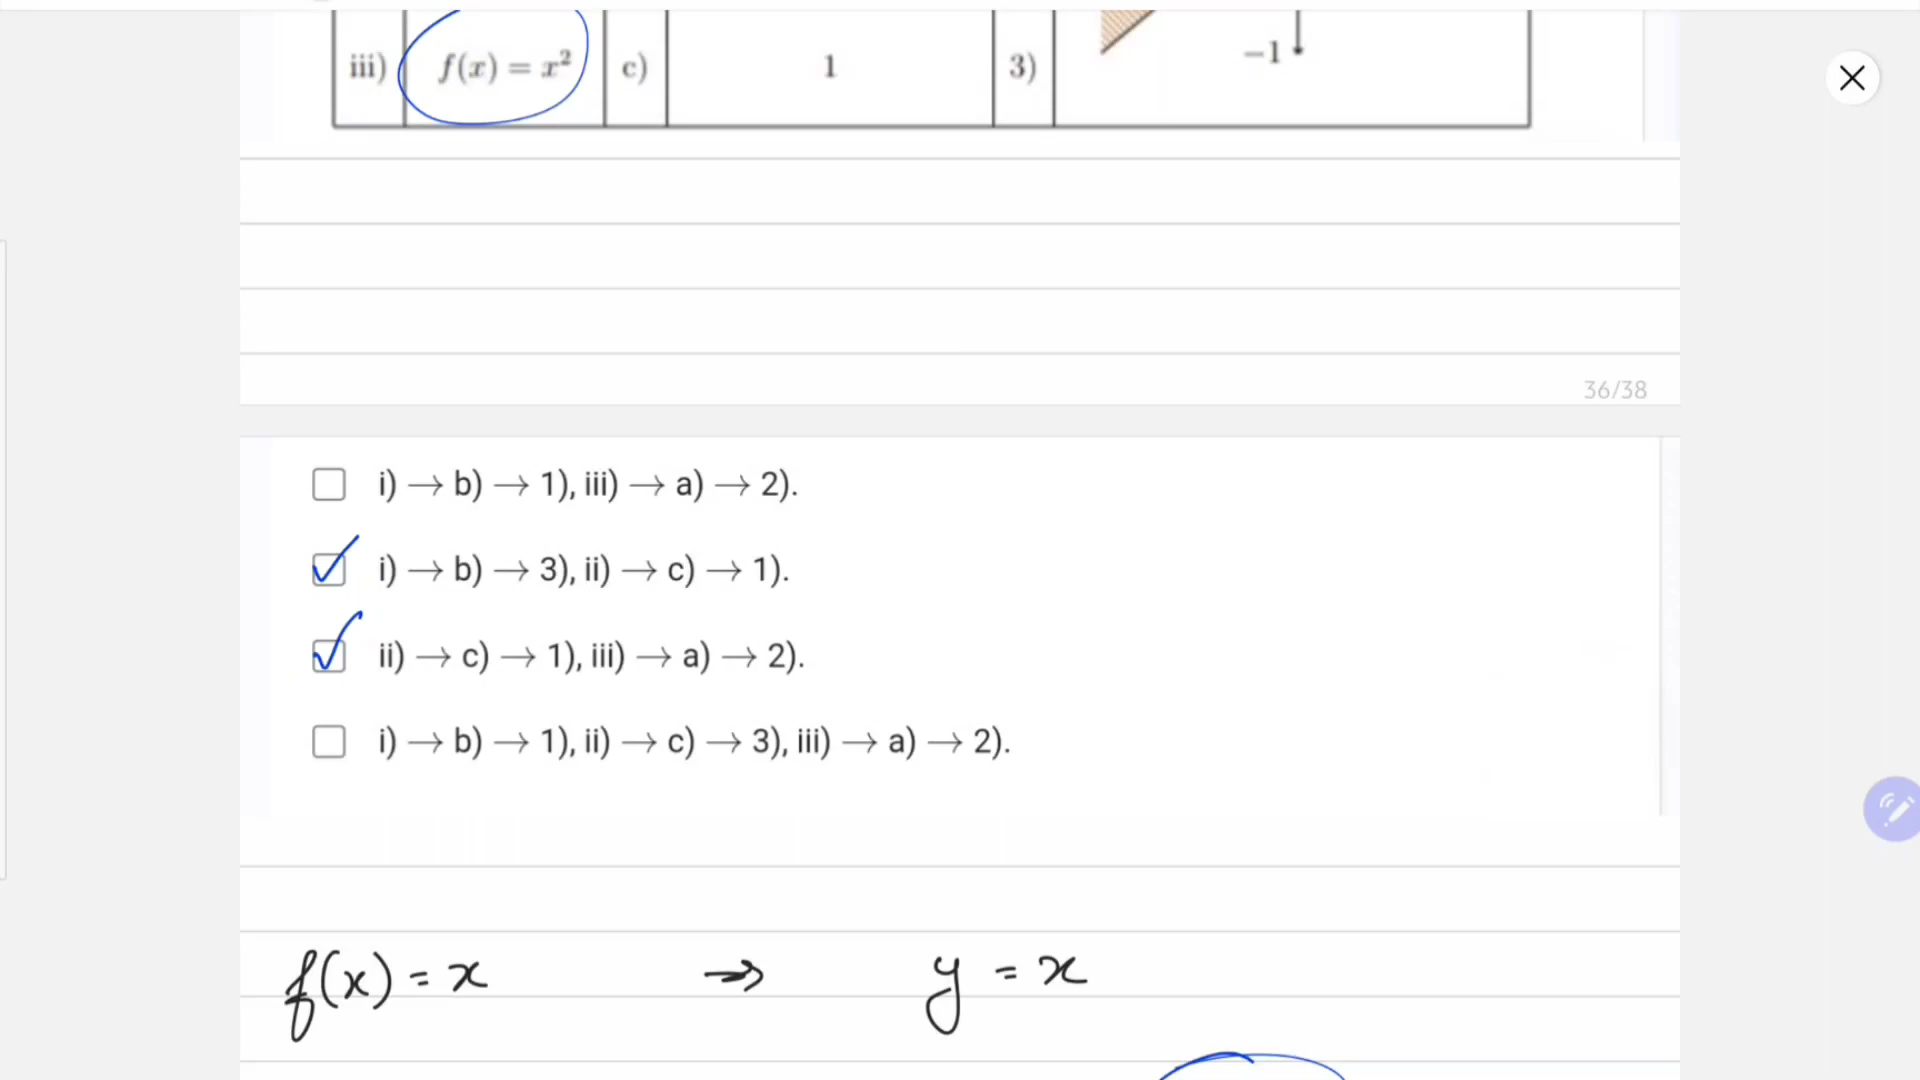 iii) f(x) = x² c) 1 3) −1
36/38
i) → b) → 1), iii) → a) → 2).
i) → b) → 3), ii) → c) → 1).
ii) → c) → 1), iii) → a) → 2).
i) → b) → 1), ii) → c) → 3), iii) → a) → 2).
f(x) = x ⇒ y = x